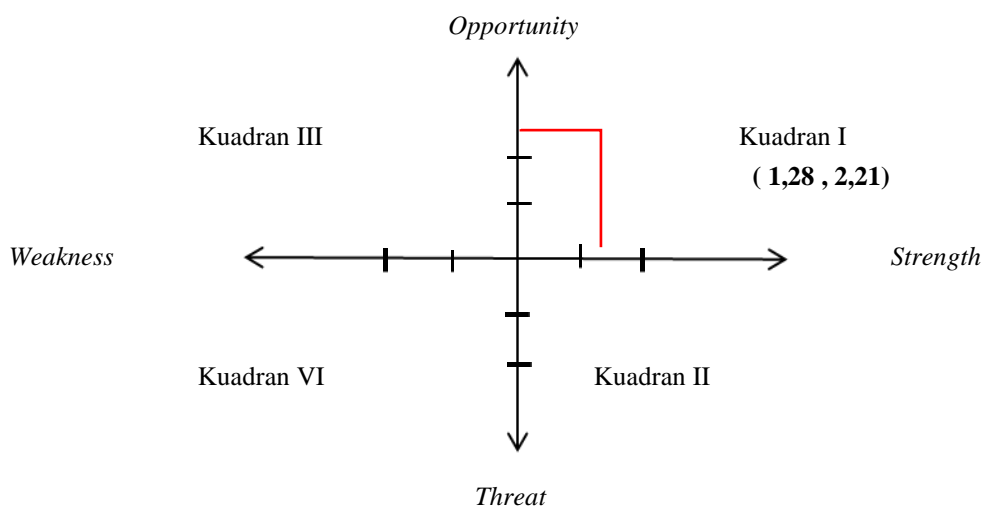 Opportunity
Kuadran III
Kuadran I
( 1,28 , 2,21)
Weakness
Strength
Kuadran VI
Kuadran II
Threat